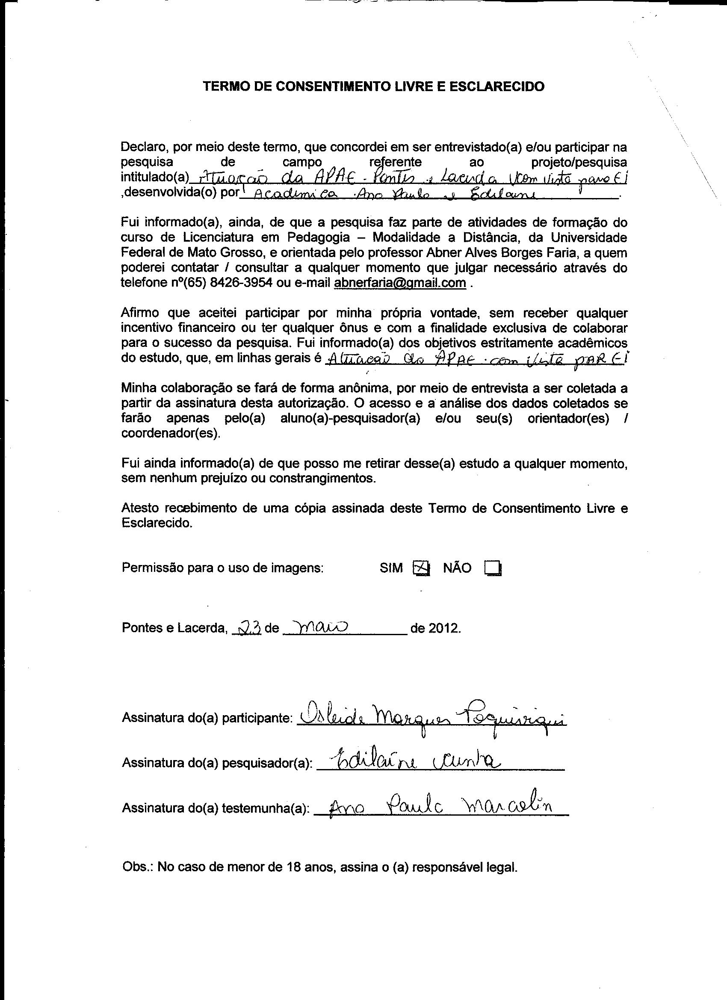 TERMO DE CONSENTIMENTO LIVRE E ESCLARECIDO
Declaro, por meio deste termo, que concordei em ser entrevistado(a) e/ou participar na
pesquisa de campo referente ao projeto/pesquisa
intitulado(a) Atuação da APAE - Pontes e Lacerda com vista para EI
,desenvolvida(o) por Academica Ana Paula e Edilaine.
Fui informado(a), ainda, de que a pesquisa faz parte de atividades de formação do
curso de Licenciatura em Pedagogia – Modalidade a Distância, da Universidade
Federal de Mato Grosso, e orientada pelo professor Abner Alves Borges Faria, a quem
poderei contatar / consultar a qualquer momento que julgar necessário através do
telefone nº(65) 8426-3954 ou e-mail abnerfaria@gmail.com .
Afirmo que aceitei participar por minha própria vontade, sem receber qualquer
incentivo financeiro ou ter qualquer ônus e com a finalidade exclusiva de colaborar
para o sucesso da pesquisa. Fui informado(a) dos objetivos estritamente acadêmicos
do estudo, que, em linhas gerais é Atuação da APAE com vista PAR EI
Minha colaboração se fará de forma anônima, por meio de entrevista a ser coletada a
partir da assinatura desta autorização. O acesso e a análise dos dados coletados se
farão apenas pelo(a) aluno(a)-pesquisador(a) e/ou seu(s) orientador(es) /
coordenador(es).
Fui ainda informado(a) de que posso me retirar desse(a) estudo a qualquer momento,
sem nenhum prejuízo ou constrangimentos.
Atesto recebimento de uma cópia assinada deste Termo de Consentimento Livre e
Esclarecido.
Permissão para o uso de imagens: SIM ☒ NÃO ☐
Pontes e Lacerda, 23 de maio de 2012.
Assinatura do(a) participante: Osleide Marques Poquiviqui
Assinatura do(a) pesquisador(a): Edilaine Cunha
Assinatura do(a) testemunha(a): Ana Paula Marcelin
Obs.: No caso de menor de 18 anos, assina o (a) responsável legal.